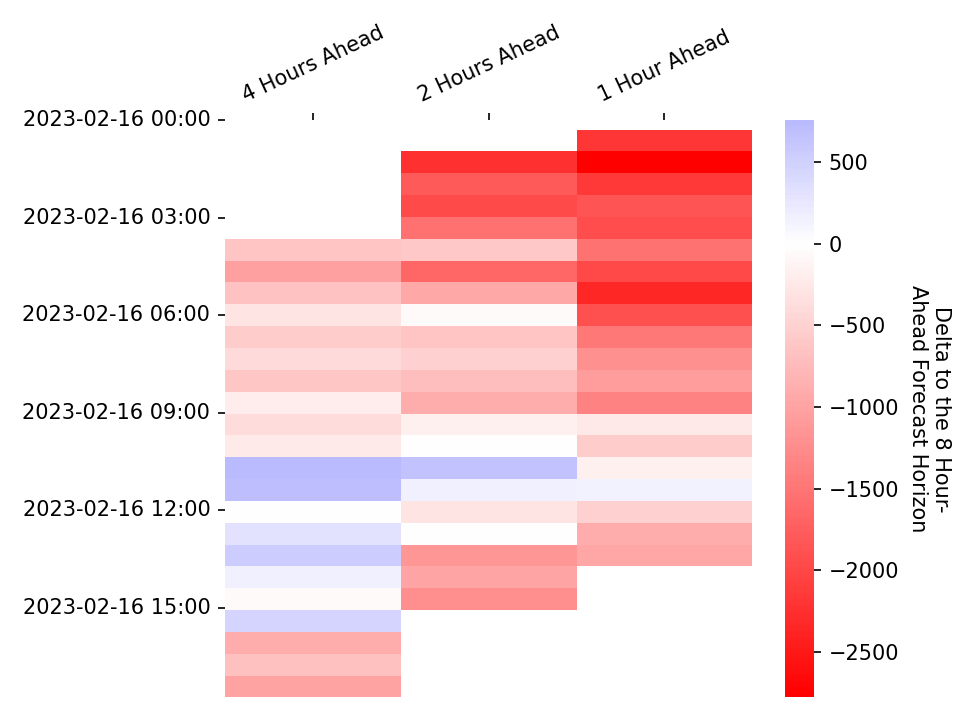 4 Hours Ahead
2 Hours Ahead
1 Hour Ahead
2023-02-16 00:00
2023-02-16 03:00
2023-02-16 06:00
2023-02-16 09:00
2023-02-16 12:00
2023-02-16 15:00
500
0
−500
−1000
−1500
−2000
−2500
Delta to the 8 Hour-
Ahead Forecast Horizon